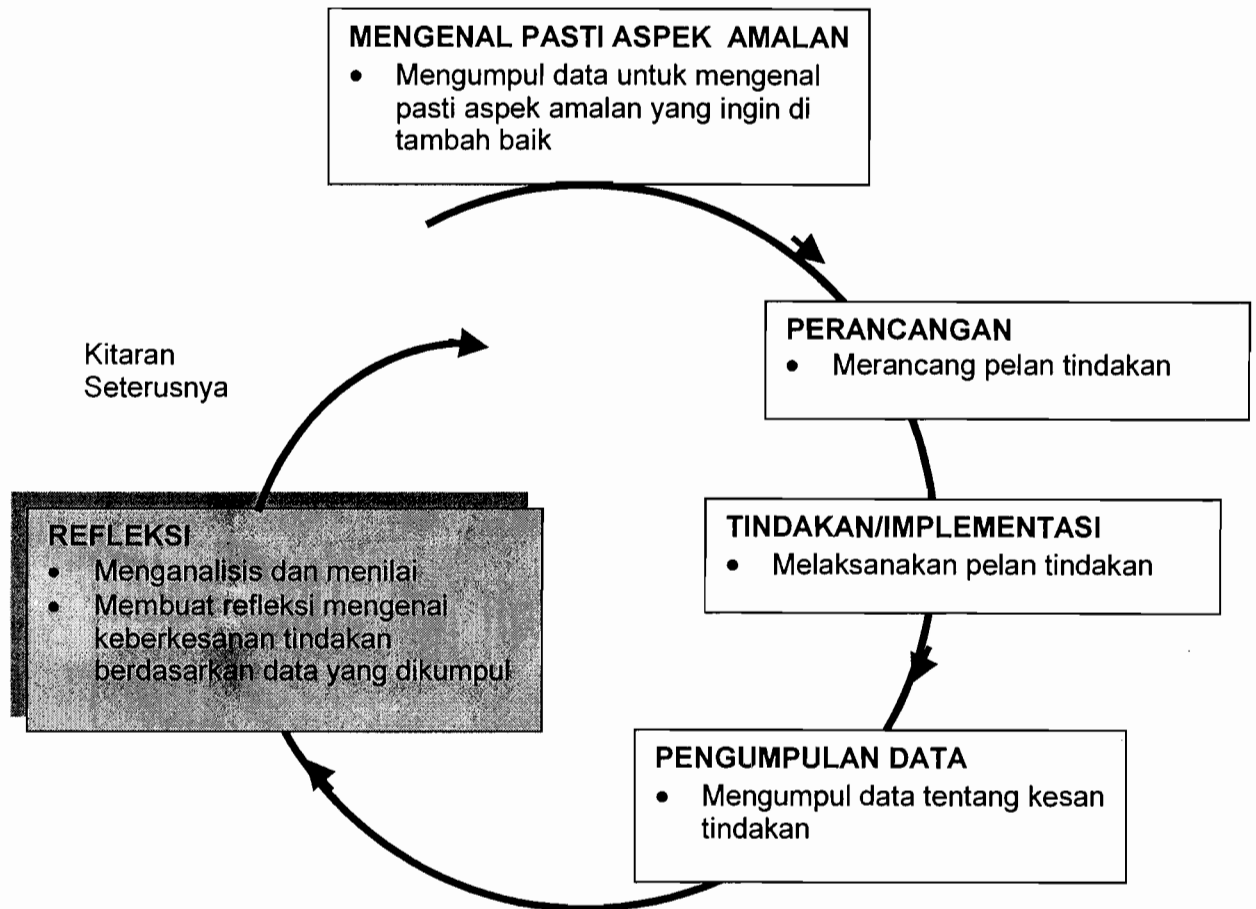 MENGENAL PASTI ASPEK AMALAN
• Mengumpul data untuk mengenal
pasti aspek amalan yang ingin di
tambah baik
PERANCANGAN
• Merancang pelan tindakan
TINDAKAN/IMPLEMENTASI
• Melaksanakan pelan tindakan
PENGUMPULAN DATA
• Mengumpul data tentang kesan
tindakan
REFLEKSI
• Menganalisis dan menilai
• Membuat refleksi mengenai
keberkesanan tindakan
berdasarkan data yang dikumpul
Kitaran
Seterusnya